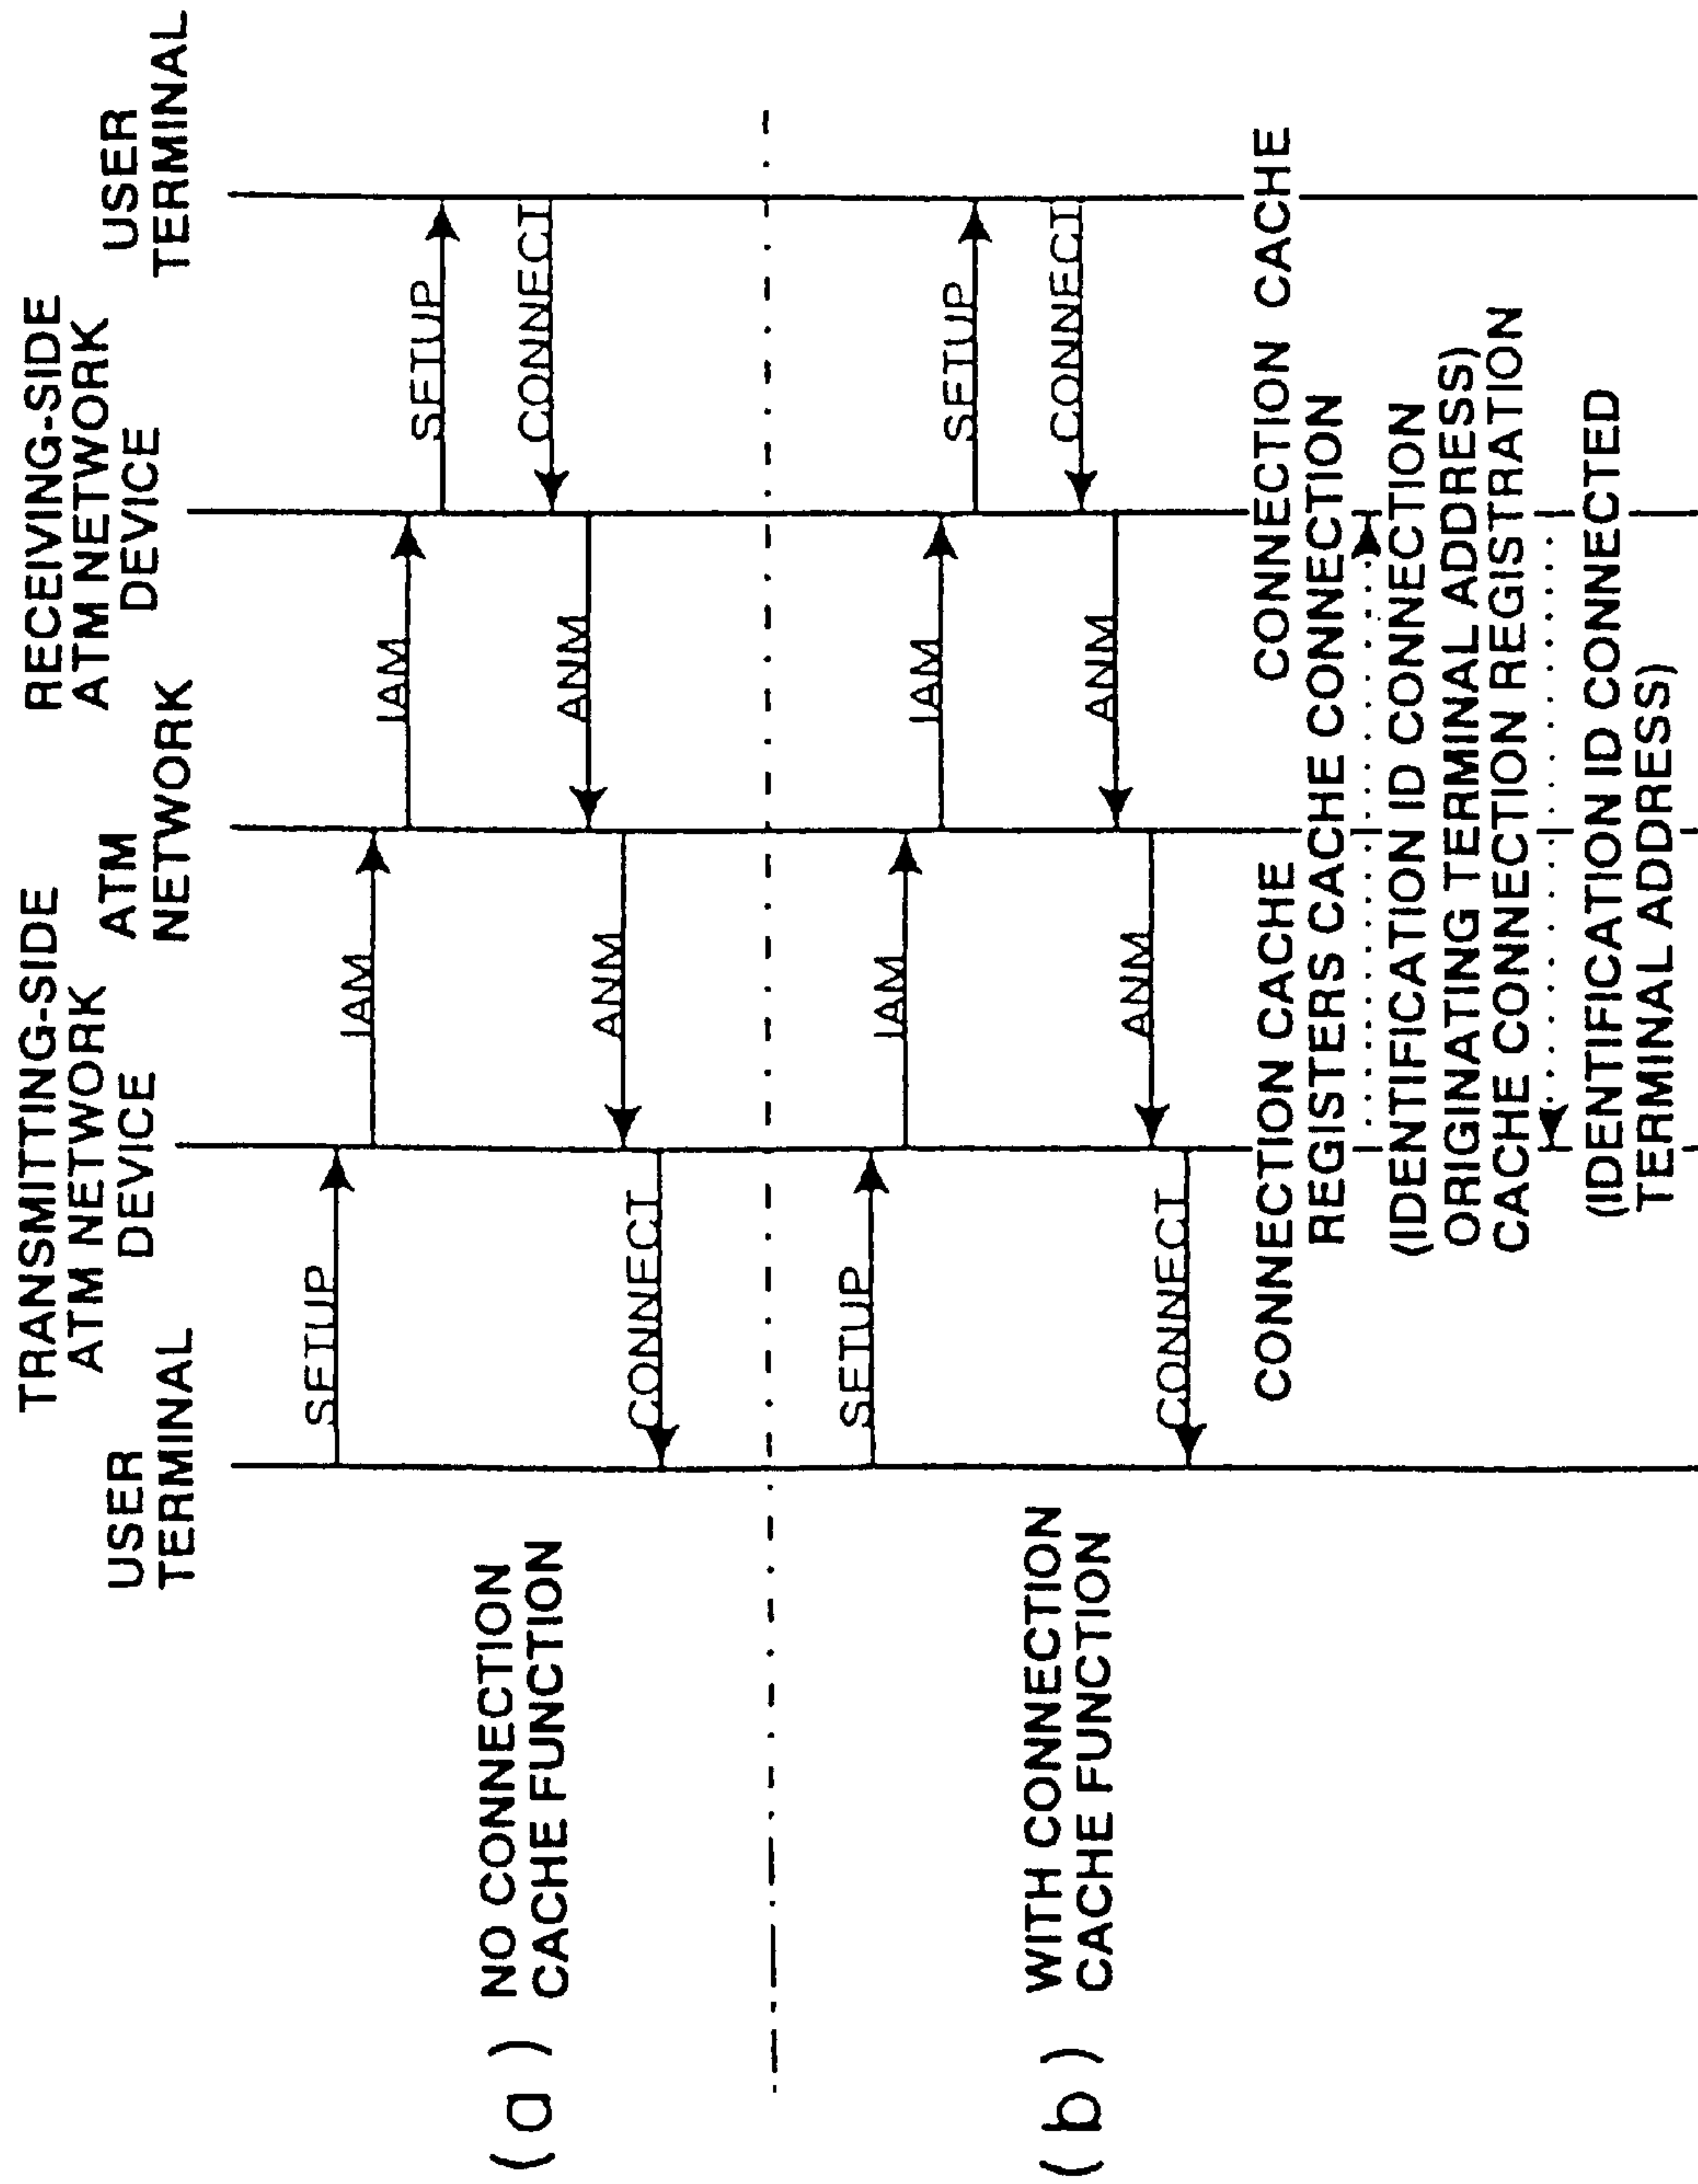 USER
TERMINAL
TRANSMITTING-SIDE
ATM NETWORK
DEVICE
ATM
NETWORK
RECEIVING-SIDE
ATM NETWORK
DEVICE
USER
TERMINAL
(a) NO CONNECTION
CACHE FUNCTION
SETUP
IAM
IAM
SETUP
CONNECT
ANM
ANM
CONNECT
(b) WITH CONNECTION
CACHE FUNCTION
SETUP
IAM
IAM
SETUP
CONNECT
ANM
ANM
CONNECT
CONNECTION CACHE
CONNECTION CACHE
REGISTERS CACHE CONNECTION
(IDENTIFICATION ID CONNECTION
ORIGINATING TERMINAL ADDRESS)
CACHE CONNECTION REGISTRATION
(IDENTIFICATION ID CONNECTED
TERMINAL ADDRESS)